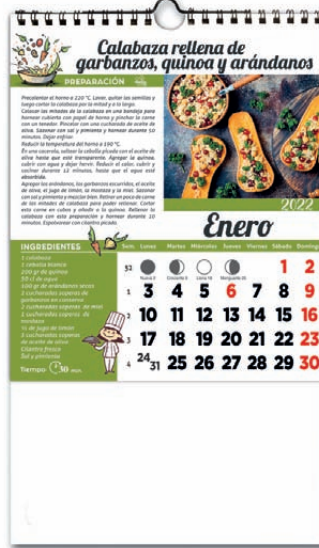 Calabaza rellena de
garbanzos, quinoa y arándanos
PREPARACIÓN
Precalentar el horno a 220 °C. Lavar, quitar las semillas y
luego cortar la calabaza por la mitad y a lo largo.
Colocar las mitades de la calabaza en una bandeja para
hornear cubierta con papel de horno y pinchar la carne
con un tenedor. Pincelar con una cucharada de aceite de
oliva. Sazonar con sal y pimienta y hornear durante 50
minutos. Dejar enfriar.
Reducir la temperatura del horno a 190 °C.
En una cacerola, saltear la cebolla picada con el aceite de
oliva hasta que esté transparente. Agregar la quinoa,
cubrir con agua y dejar hervir. Reducir el calor, cubrir y
cocinar durante 12 minutos, hasta que el agua esté
absorbida.
Agregar los arándanos, los garbanzos escurridos, el aceite
de oliva, el jugo de limón, la mostaza y la miel. Sazonar
con sal y pimienta y mezclar bien. Retirar un poco de carne
de las mitades de calabaza para poder rellenar. Cortar
esta carne en cubos y añadir a la quinoa. Rellenar la
calabaza con esta preparación y hornear durante 10
minutos. Espolvorear con cilantro picado.
2022
Enero
INGREDIENTES
1 calabaza
1 cebolla blanca
200 gr de quinoa
50 cl de agua
100 gr de arándanos secos
2 cucharadas soperas de
garbanzos en conserva
2 cucharadas soperas de miel
1 cucharadas soperas de
mostaza
½ de jugo de limón
3 cucharadas soperas
de aceite de oliva
Cilantro fresco
Sal y pimienta
Tiempo: 30 min.
Sem. Lunes Martes Miércoles Jueves Viernes Sábado Domingo
52 1 2
1 3 4 5 6 7 8 9
2 10 11 12 13 14 15 16
3 17 18 19 20 21 22 23
4 24 31 25 26 27 28 29 30